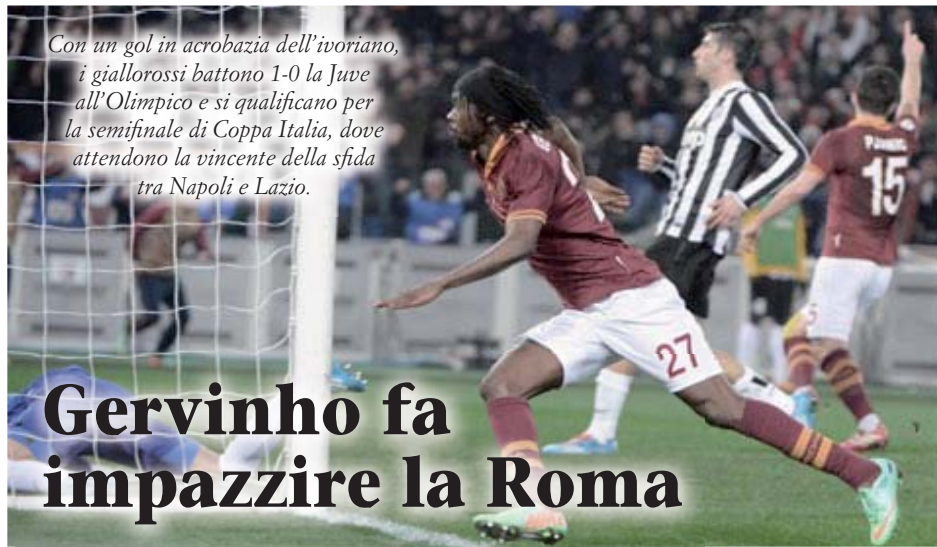 Con un gol in acrobazia dell'ivoriano,
i giallorossi battono 1-0 la Juve
all'Olimpico e si qualificano per
la semifinale di Coppa Italia, dove
attendono la vincente della sfida
tra Napoli e Lazio.
15
27
Gervinho fa
impazzire la Roma